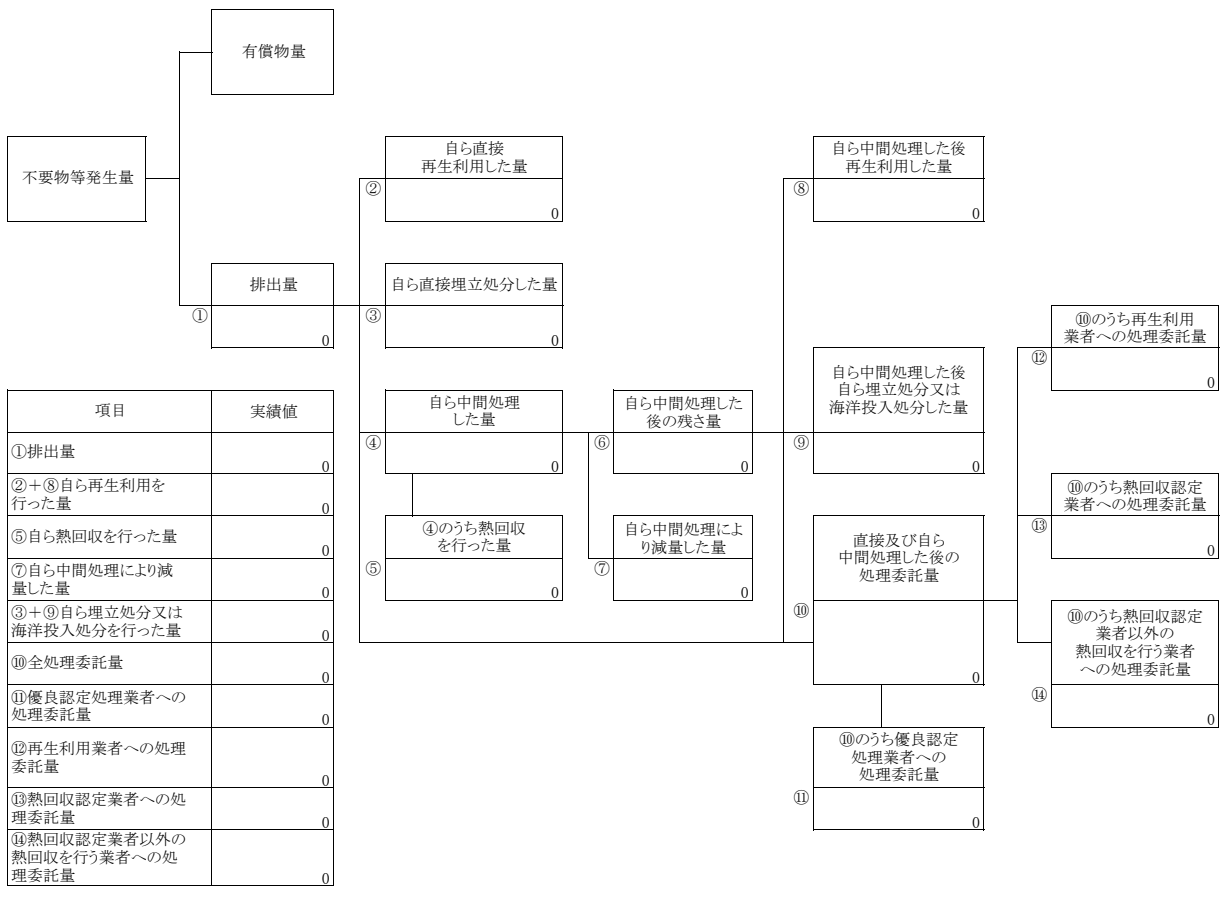 有償物量
不要物等発生量
排出量
①
0
自ら直接
再生利用した量
②
0
自ら直接埋立処分した量
③
0
自ら中間処理
した量
④
0
④のうち熱回収
を行った量
⑤
0
自ら中間処理した
後の残さ量
⑥
0
自ら中間処理によ
り減量した量
⑦
0
自ら中間処理した後
再生利用した量
⑧
0
自ら中間処理した後
自ら埋立処分又は
海洋投入処分した量
⑨
0
直接及び自ら
中間処理した後の
処理委託量
⑩
0
⑩のうち優良認定
処理業者への
処理委託量
⑪
0
⑩のうち再生利用
業者への処理委託量
⑫
0
⑩のうち熱回収認定
業者への処理委託量
⑬
0
⑩のうち熱回収認定
業者以外の
熱回収を行う業者
への処理委託量
⑭
0
項目 実績値
①排出量
0
②+⑧自ら再生利用を
行った量
0
⑤自ら熱回収を行った量
0
⑦自ら中間処理により減
量した量
0
③+⑨自ら埋立処分又は
海洋投入処分を行った量
0
⑩全処理委託量
0
⑪優良認定処理業者への
処理委託量
0
⑫再生利用業者への処理
委託量
0
⑬熱回収認定業者への処
理委託量
0
⑭熱回収認定業者以外の
熱回収を行う業者への処
理委託量
0